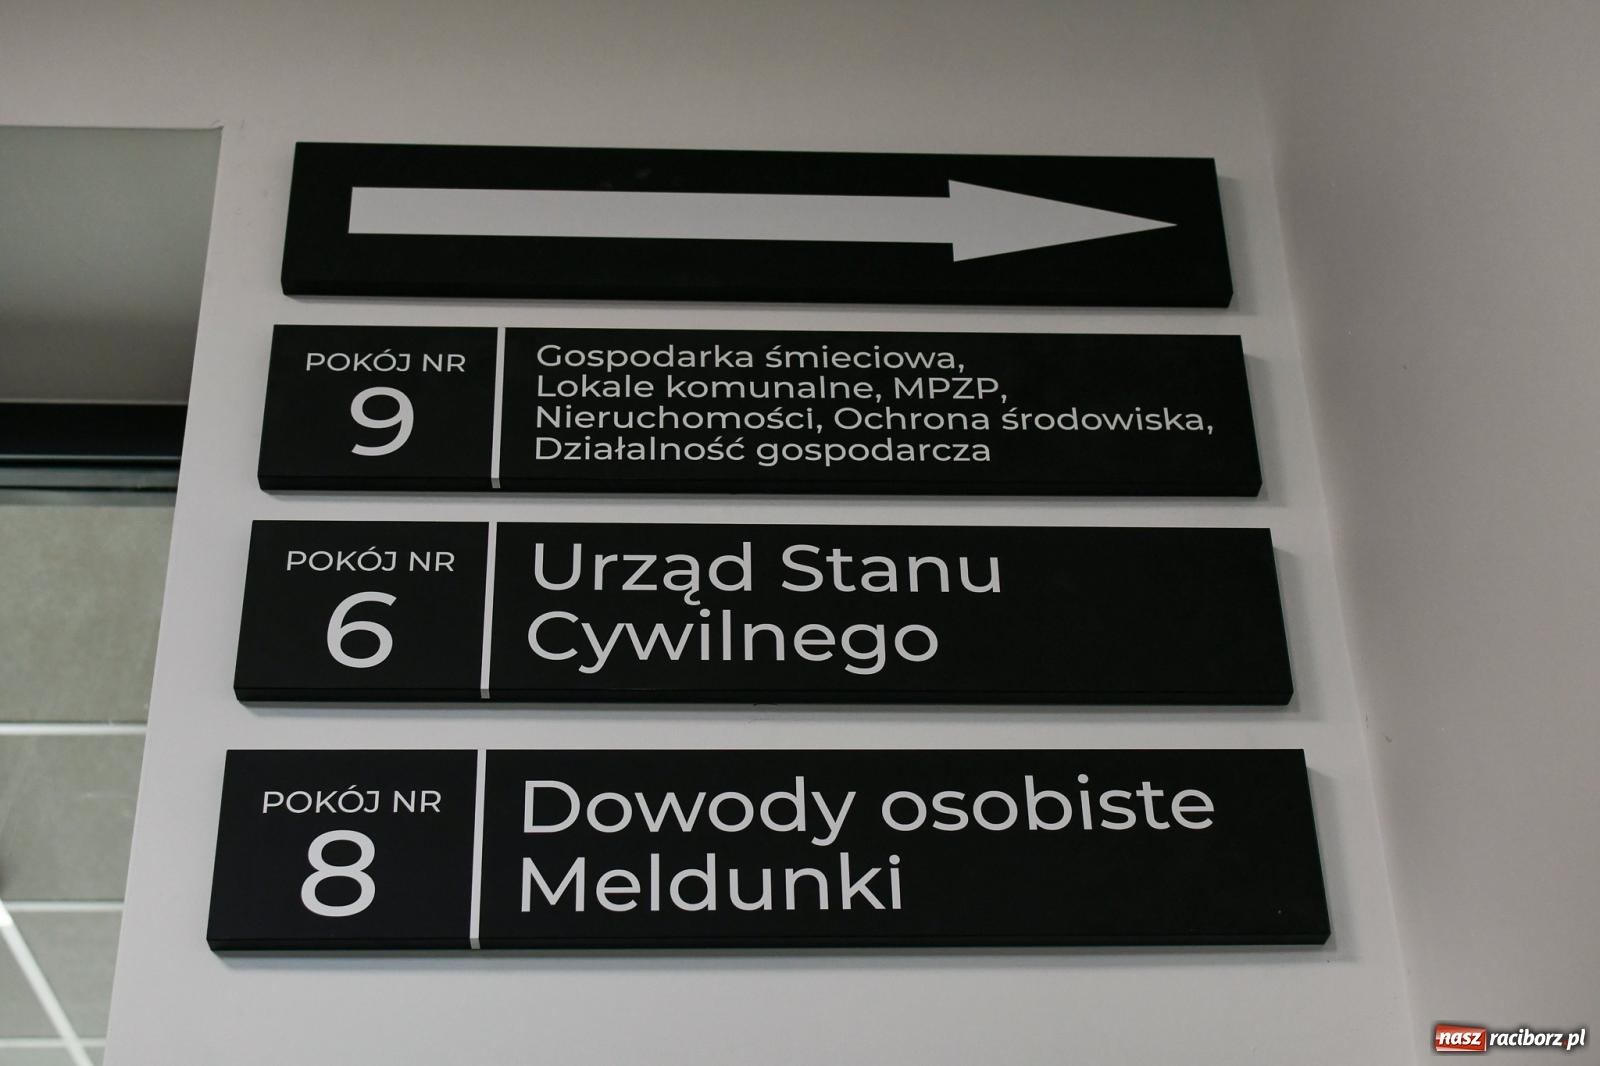 POKÓJ NR
9
Gospodarka śmieciowa,
Lokale komunalne, MPZP,
Nieruchomości, Ochrona środowiska,
Działalność gospodarcza
POKÓJ NR
6
Urząd Stanu
Cywilnego
POKÓJ NR
8
Dowody osobiste
Meldunki
nasz raciborz.pl